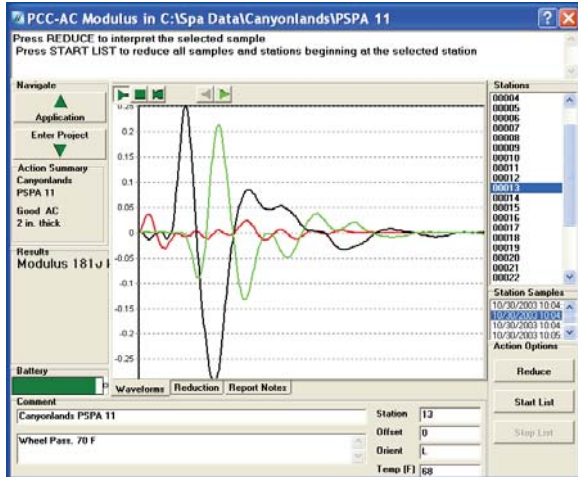 PCC-AC Modulus in C:\Spa Data\Canyonlands\PSPA 11
Press REDUCE to interpret the selected sample
Press START LIST to reduce all samples and stations beginning at the selected station
Navigate
Application
Enter Project
Action Summary
Canyonlands
PSPA 11
Good AC
2 in. thick
Results
Modulus
Battery
0.25
0.2
0.15
0.1
0.05
0
-0.05
-0.1
-0.15
-0.2
-0.25
Waveforms
Reduction
Report Notes
Stations
00004
00005
00006
00007
00008
00009
00010
00011
00012
00013
00014
00015
00016
00017
00018
00019
00020
00021
00022
Station Samples
10/30/2003 10:04
10/30/2003 10:04
10/30/2003 10:04
10/30/2003 10:05
Action Options
Reduce
Start List
Stop List
Comment
Canyonlands PSPA 11
Wheel Pass, 70 F
Station 13
Offset 0
Orient L
Temp (F) 68